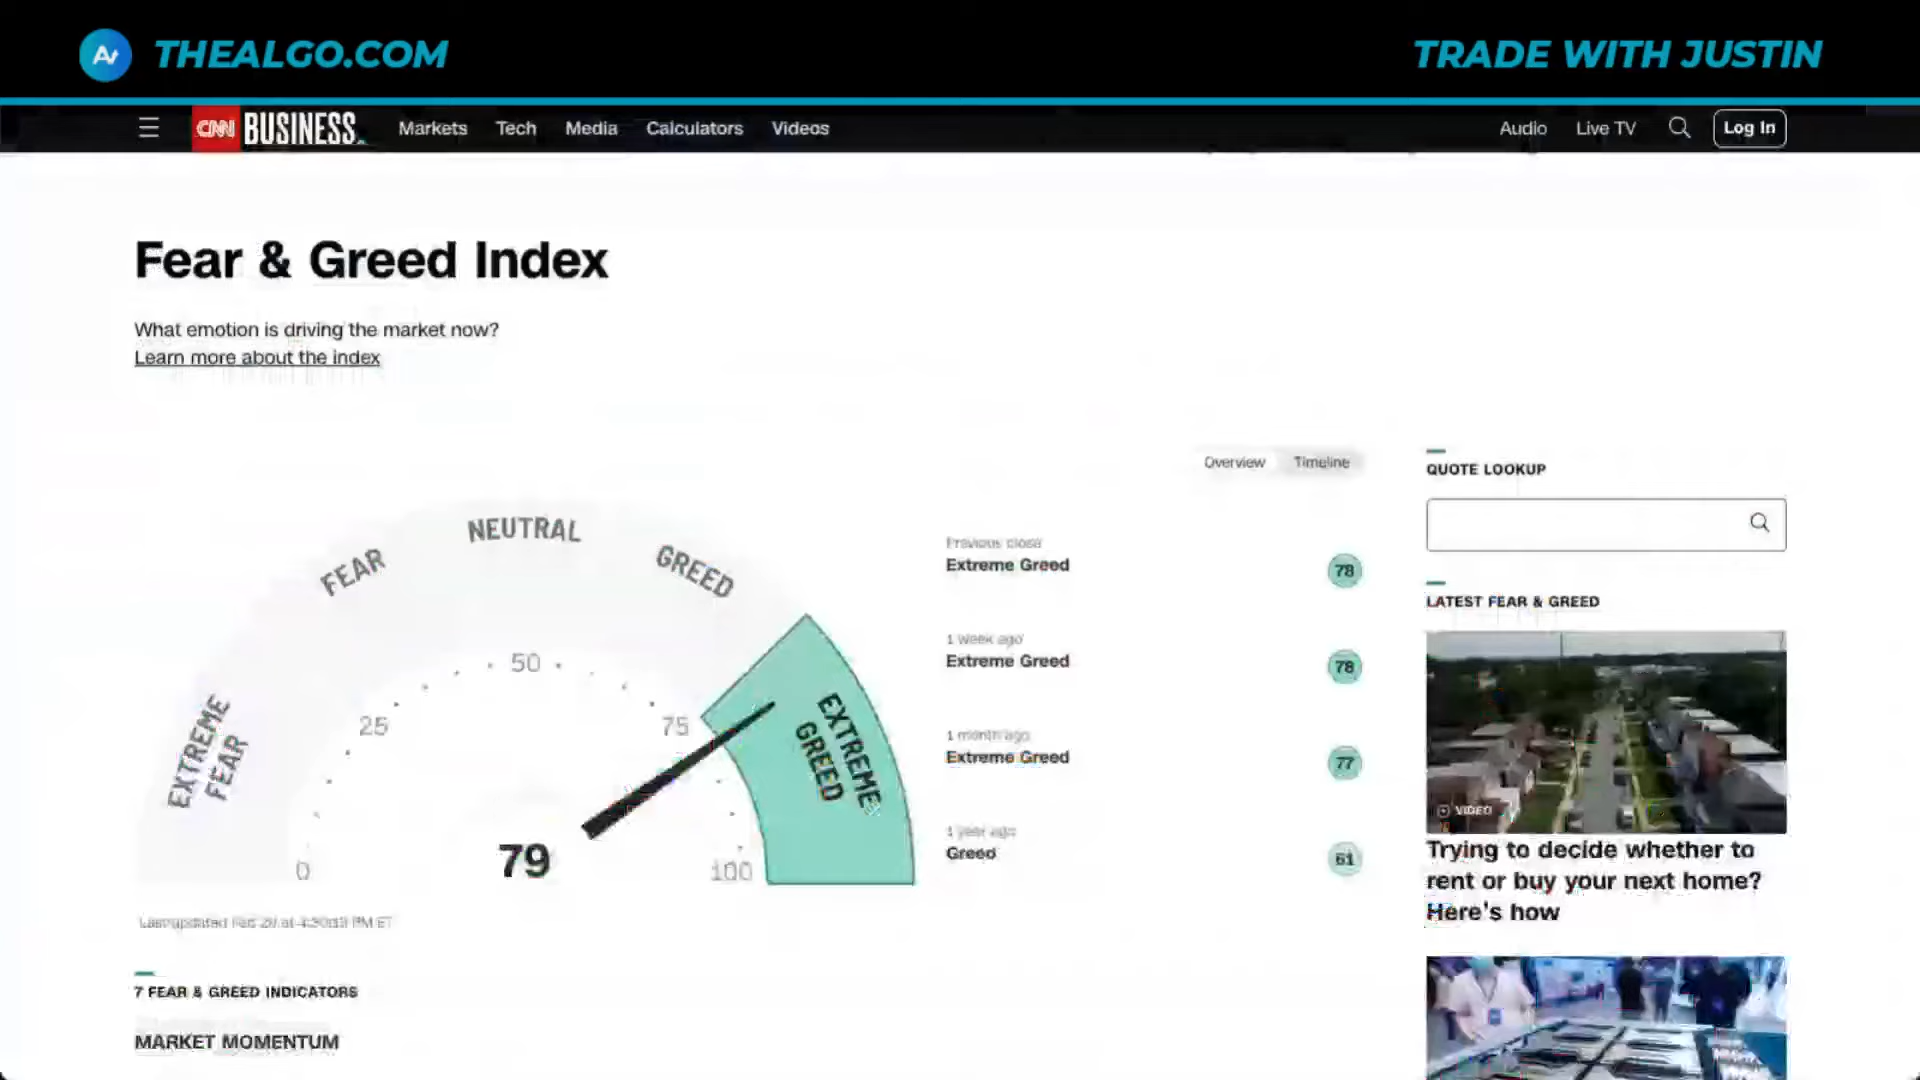 THEALGO.COM
TRADE WITH JUSTIN
CNN BUSINESS
Markets
Tech
Media
Calculators
Videos
Audio
Live TV
Log In
Fear & Greed Index
What emotion is driving the market now?
Learn more about the index
Overview
Timeline
EXTREME
FEAR
FEAR
NEUTRAL
GREED
EXTREME
GREED
0
25
50
75
100
79
Previous close
Extreme Greed
78
1 week ago
Extreme Greed
78
1 month ago
Extreme Greed
77
1 year ago
Greed
61
Last updated
PM ET
7 FEAR & GREED INDICATORS
MARKET MOMENTUM
QUOTE LOOKUP
LATEST FEAR & GREED
VIDEO
Trying to decide whether to
rent or buy your next home?
Here's how